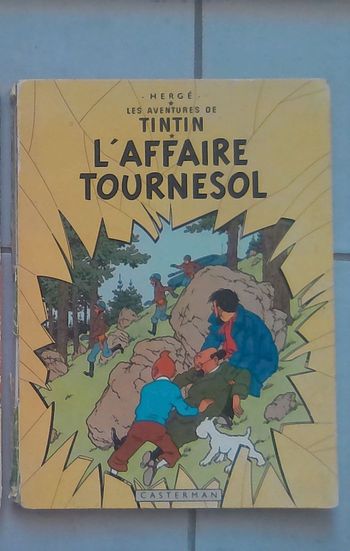 HERGÉ
LES AVENTURES DE
TINTIN
L'AFFAIRE
TOURNESOL
CASTERMAN